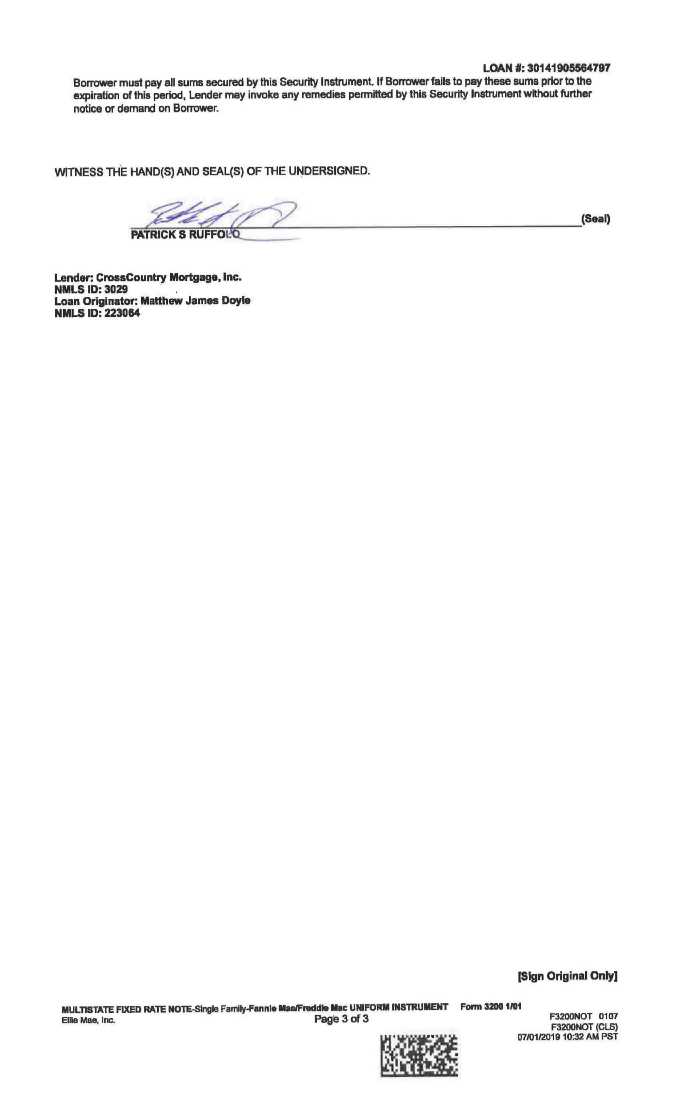 LOAN #: 30141905564797
Borrower must pay all sums secured by this Security Instrument. If Borrower fails to pay these sums prior to the
expiration of this period, Lender may invoke any remedies permitted by this Security Instrument without further
notice or demand on Borrower.
WITNESS THE HAND(S) AND SEAL(S) OF THE UNDERSIGNED.
(Seal)
PATRICK S RUFFOLO
Lender: CrossCountry Mortgage, Inc.
NMLS ID: 3029
Loan Originator: Matthew James Doyle
NMLS ID: 223064
[Sign Original Only]
MULTISTATE FIXED RATE NOTE-Single Family-Fannie Mae/Freddie Mac UNIFORM INSTRUMENT Form 3200 1/01
Ellie Mae, Inc. Page 3 of 3 F3200NOT 0107
F3200NOT (CLS)
07/01/2019 10:32 AM PST